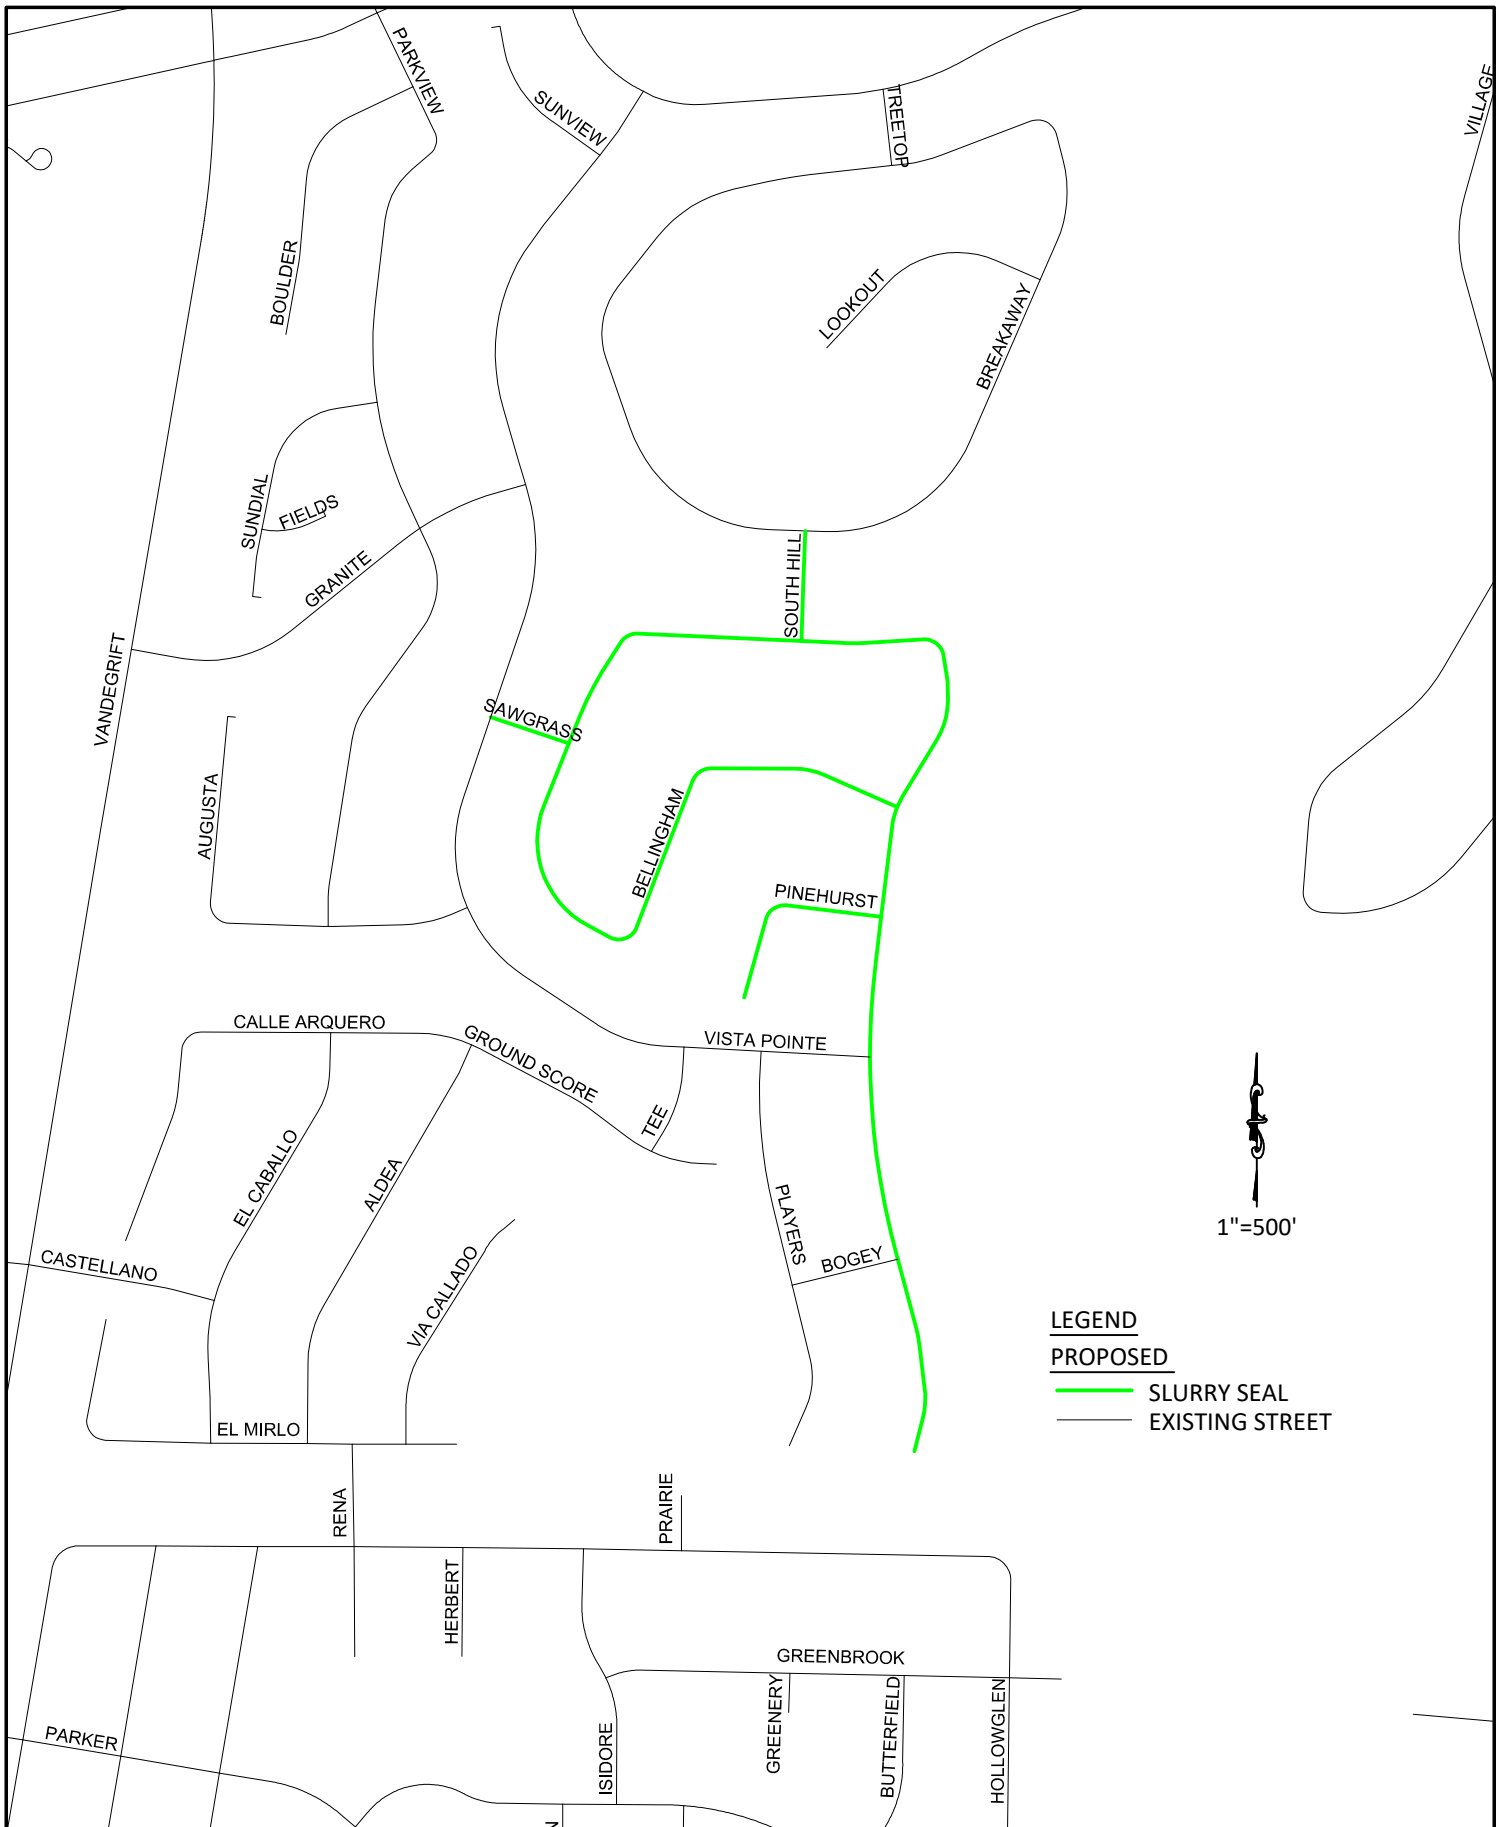 PARKVIEW
SUNVIEW
TREETOP
VILLAGE
BOULDER
LOOKOUT
BREAKAWAY
SUNDIAL
FIELDS
GRANITE
SOUTH HILL
VANDEGRIFT
SAWGRASS
AUGUSTA
BELLINGHAM
PINEHURST
CALLE ARQUERO
GROUND SCORE
VISTA POINTE
TEE
EL CABALLO
ALDEA
PLAYERS
BOGEY
CASTELLANO
VIA CALLADO
1"=500'
LEGEND
PROPOSED
SLURRY SEAL
EXISTING STREET
EL MIRLO
RENA
PRAIRIE
HERBERT
GREENBROOK
GREENERY
BUTTERFIELD
HOLLOWGLEN
PARKER
ISIDORE